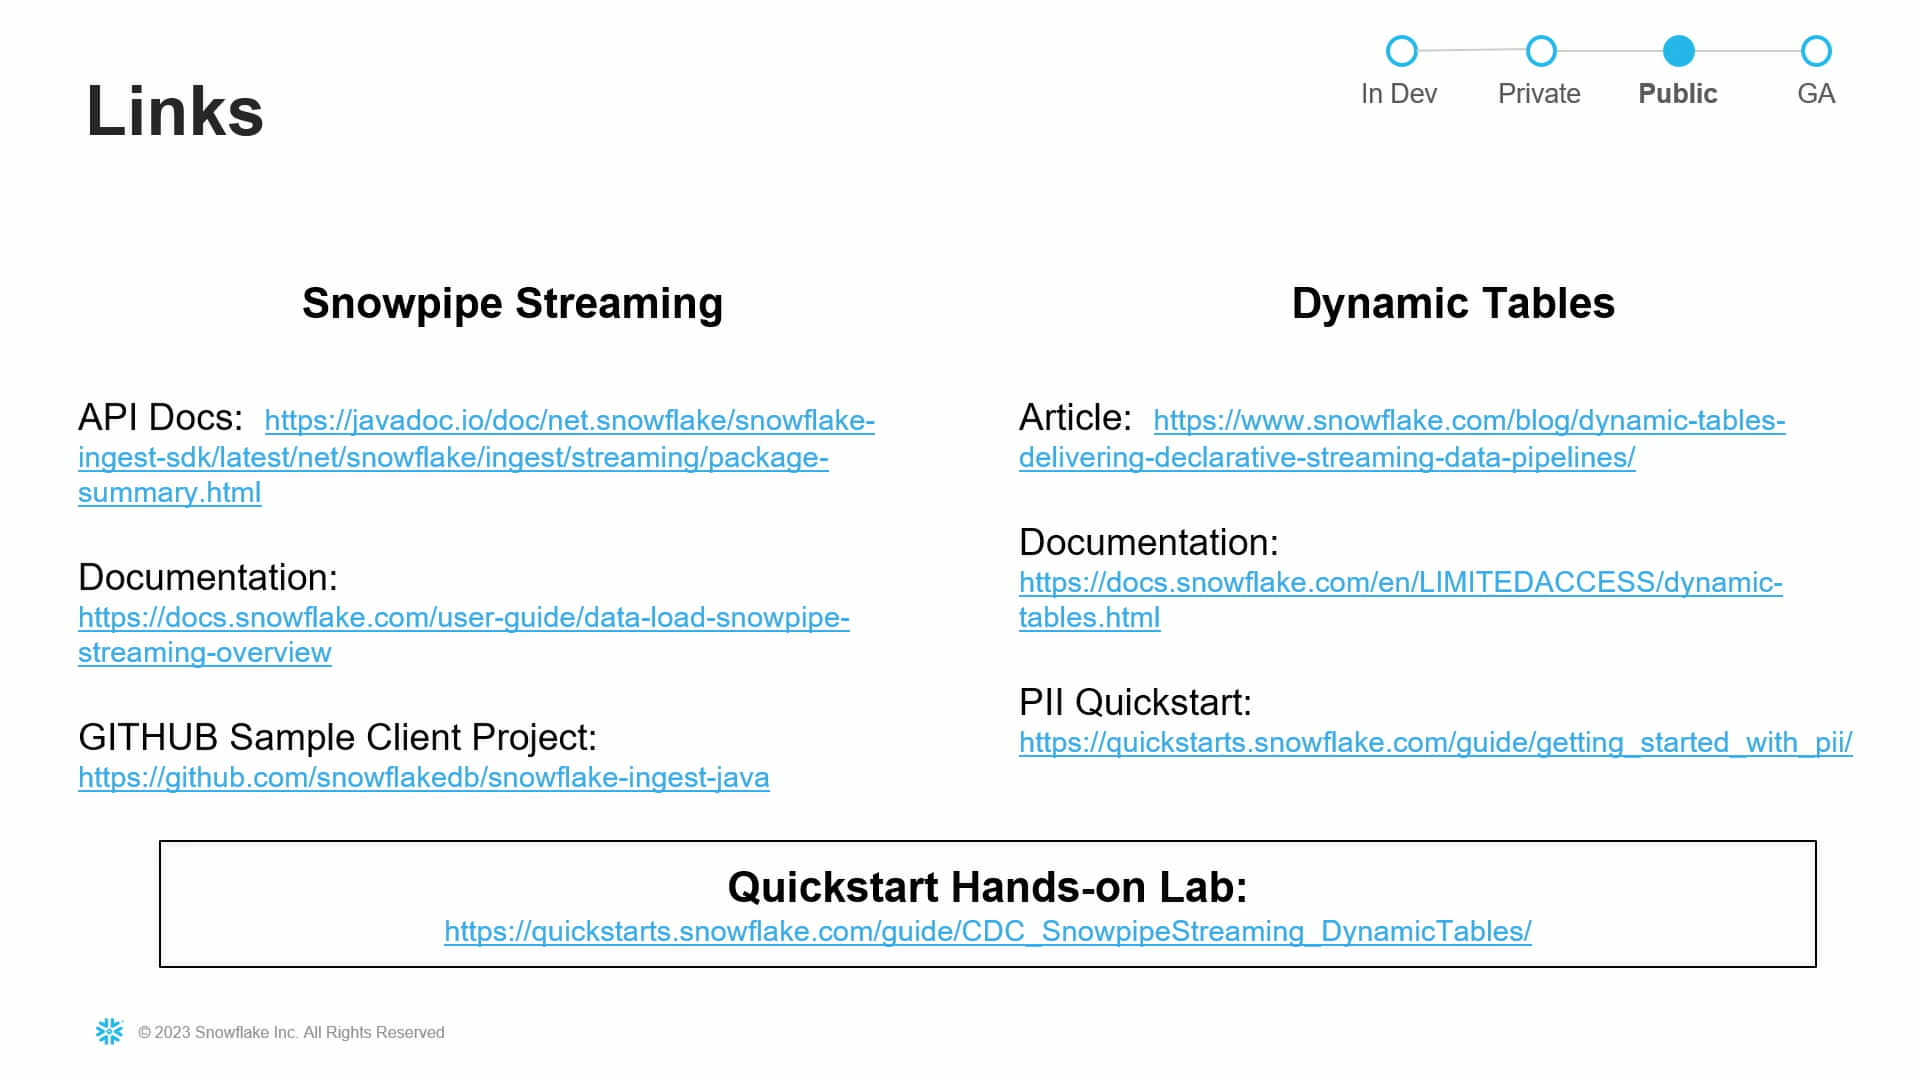 Links
In Dev
Private
Public
GA
Snowpipe Streaming
API Docs: https://javadoc.io/doc/net.snowflake/snowflake-
ingest-sdk/latest/net/snowflake/ingest/streaming/package-
summary.html
Documentation:
https://docs.snowflake.com/user-guide/data-load-snowpipe-
streaming-overview
GITHUB Sample Client Project:
https://github.com/snowflakedb/snowflake-ingest-java
Dynamic Tables
Article: https://www.snowflake.com/blog/dynamic-tables-
delivering-declarative-streaming-data-pipelines/
Documentation:
https://docs.snowflake.com/en/LIMITEDACCESS/dynamic-
tables.html
PII Quickstart:
https://quickstarts.snowflake.com/guide/getting_started_with_pii/
Quickstart Hands-on Lab:
https://quickstarts.snowflake.com/guide/CDC_SnowpipeStreaming_DynamicTables/
© 2023 Snowflake Inc. All Rights Reserved